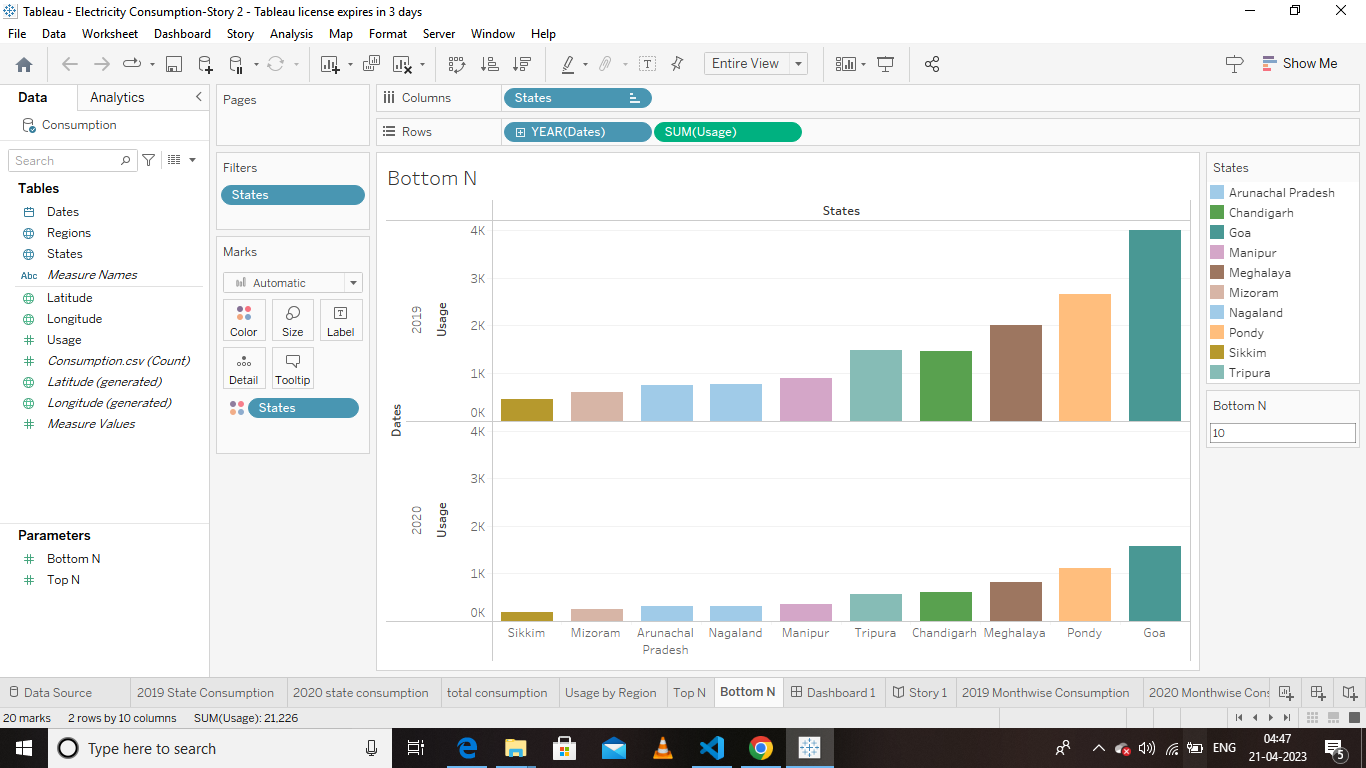 Tableau - Electricity Consumption-Story 2 - Tableau license expires in 3 days
File Data Worksheet Dashboard Story Analysis Map Format Server Window Help
Entire View
Show Me
Data Analytics
Consumption
Search
Tables
Dates
Regions
States
Abc Measure Names
Latitude
Longitude
Usage
Consumption.csv (Count)
Latitude (generated)
Longitude (generated)
Measure Values
Parameters
Bottom N
Top N
Pages
Filters
States
Marks
Automatic
Color Size Label
Detail Tooltip
States
Columns States
Rows YEAR(Dates) SUM(Usage)
Bottom N
States
Dates
2019
Usage
4K
3K
2K
1K
0K
2020
Usage
4K
3K
2K
1K
0K
Sikkim Mizoram Arunachal Pradesh Nagaland Manipur Tripura Chandigarh Meghalaya Pondy Goa
States
Arunachal Pradesh
Chandigarh
Goa
Manipur
Meghalaya
Mizoram
Nagaland
Pondy
Sikkim
Tripura
Bottom N
10
Data Source 2019 State Consumption 2020 state consumption total consumption Usage by Region Top N Bottom N Dashboard 1 Story 1 2019 Monthwise Consumption 2020 Monthwise Cons
20 marks 2 rows by 10 columns SUM(Usage): 21,226
Type here to search
ENG
04:47
21-04-2023
5